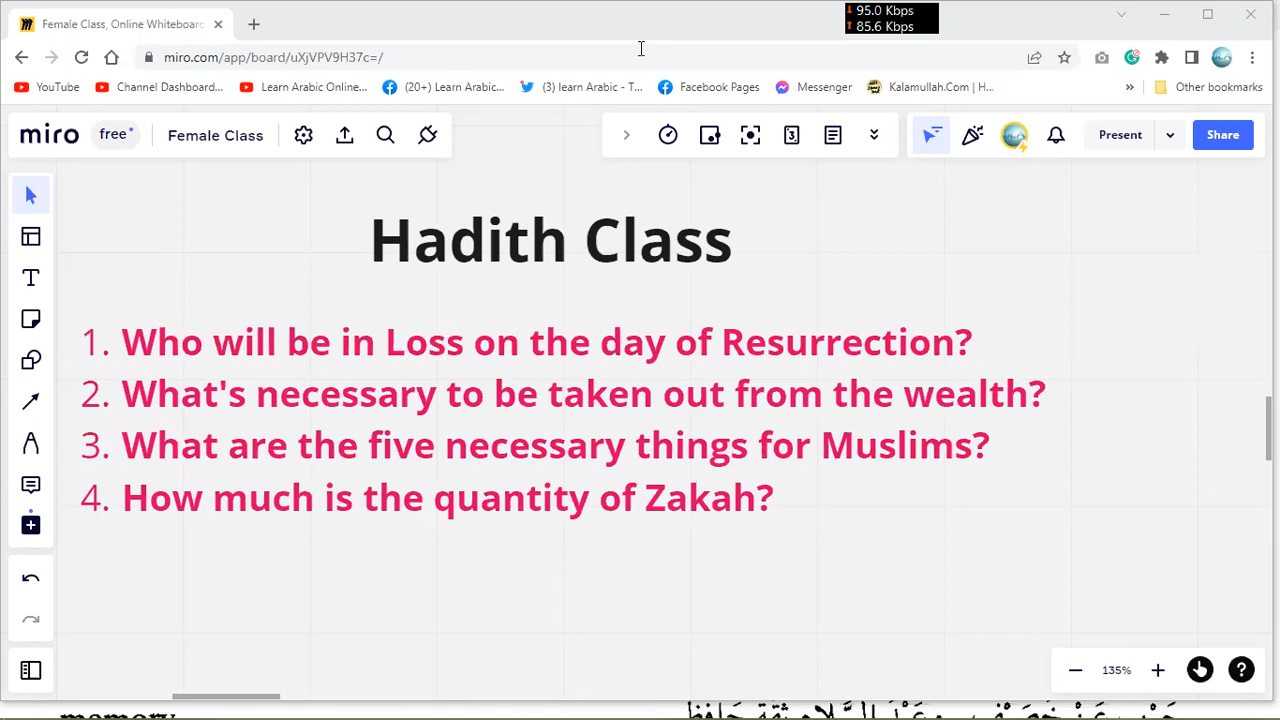 95.0 Kbps
85.6 Kbps
Female Class, Online Whiteboard
miro.com/app/board/uXjVPV9H37c=/
YouTube
Channel Dashboard...
Learn Arabic Online...
(20+) Learn Arabic...
(3) learn Arabic - T...
Facebook Pages
Messenger
Kalamullah.Com | H...
»
Other bookmarks
miro
free
Female Class
3
Present
Share
Hadith Class
1. Who will be in Loss on the day of Resurrection?
2. What's necessary to be taken out from the wealth?
3. What are the five necessary things for Muslims?
4. How much is the quantity of Zakah?
135%
?
memory